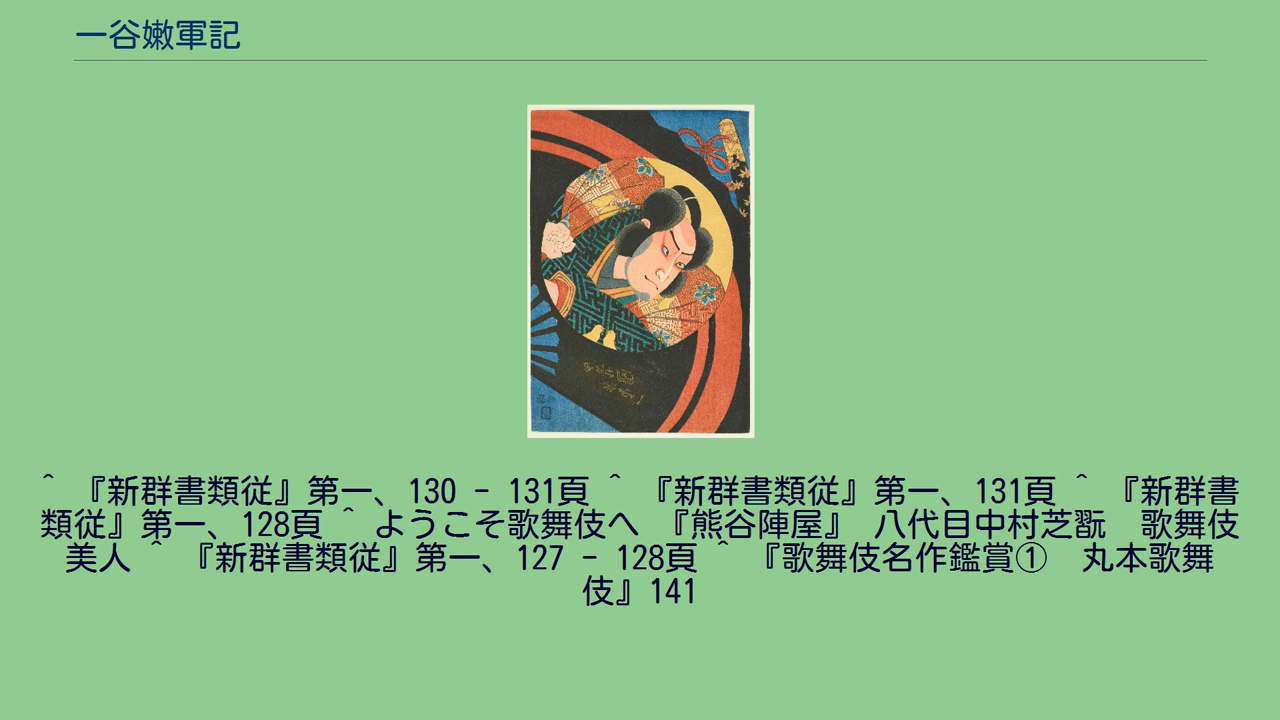 一谷嫩軍記
^ 『新群書類従』第一、130 - 131頁 ^ 『新群書類従』第一、131頁 ^ 『新群書
類従』第一、128頁 ^ ようこそ歌舞伎へ 『熊谷陣屋』 八代目中村芝翫 歌舞伎
美人 ^ 『新群書類従』第一、127 - 128頁 ^ 『歌舞伎名作鑑賞① 丸本歌舞
伎』141